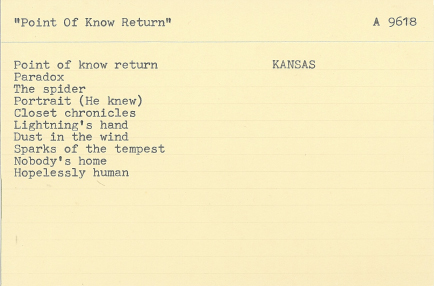 "Point Of Know Return" A 9618
Point of know return KANSAS
Paradox
The spider
Portrait (He knew)
Closet chronicles
Lightning's hand
Dust in the wind
Sparks of the tempest
Nobody's home
Hopelessly human